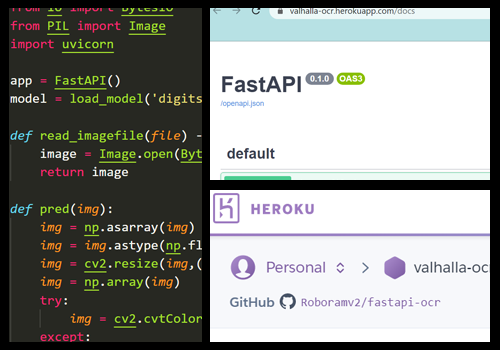 from io import BytesIO
from PIL import Image
import uvicorn
app = FastAPI()
model = load_model('digits
def read_imagefile(file) -
image = Image.open(Byt
return image
def pred(img):
img = np.asarray(img)
img = img.astype(np.fl
img = cv2.resize(img,(
img = np.array(img)
try:
img = cv2.cvtColor
except:
valhalla-ocr.herokuapp.com/docs
FastAPI 0.1.0 OAS3
/openapi.json
default
HEROKU
Personal > valhalla-oc
GitHub Roboramv2/fastapi-ocr